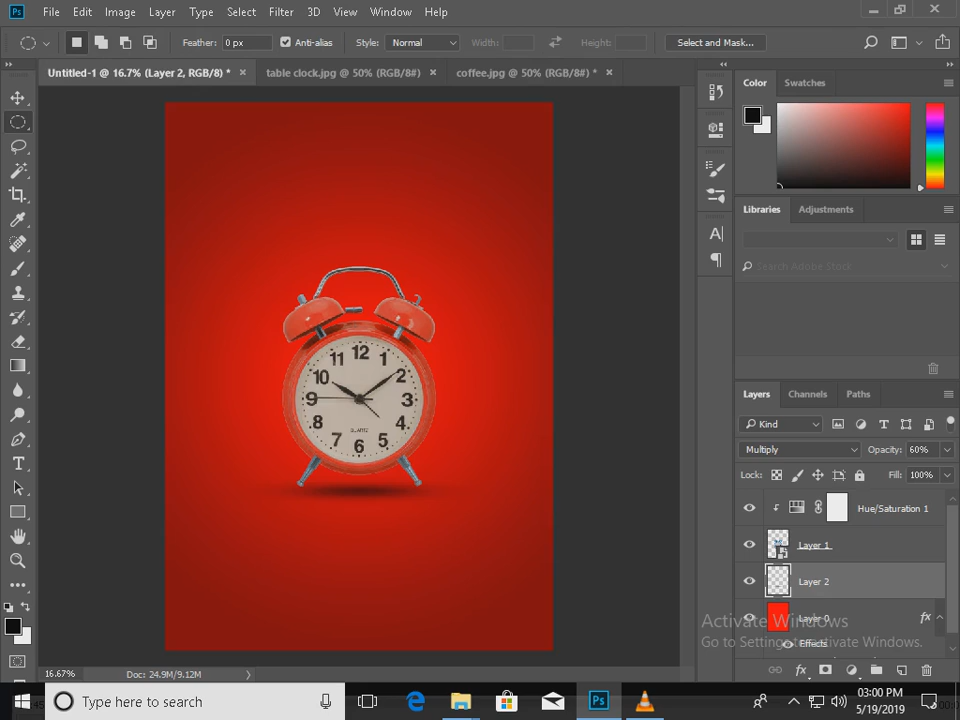 Ps File Edit Image Layer Type Select Filter 3D View Window Help
Feather: 0 px Anti-alias Style: Normal Width: Height: Select and Mask...
Untitled-1 @ 16.7% (Layer 2, RGB/8) * × table clock.jpg @ 50% (RGB/8#) × coffee.jpg @ 50% (RGB/8#) * ×
Color Swatches
Libraries Adjustments
Search Adobe Stock
12 1 2 3 4 5 6 7 8 9 10 11
QUARTZ
Layers Channels Paths
Kind
Multiply Opacity: 60%
Lock: Fill: 100%
Hue/Saturation 1
Layer 1
Layer 2
Layer 0 fx
Effects
Activate Windows
Go to Settings to activate Windows.
16.67% Doc: 24.9M/9.12M
Type here to search
03:00 PM
5/19/2019